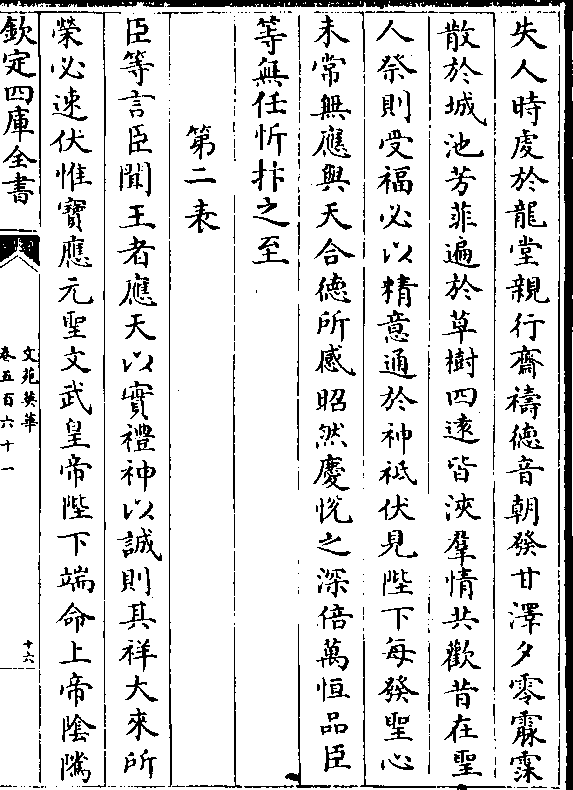 失人時處於龍堂親行齋禱德音朝發甘澤夕零霢霂
散於城池芳菲遍於草樹四遠皆浹羣情共歡昔在聖
人祭則受福必以精意通於神祇伏見陛下每發聖心
未常無應與天合德所感昭然慶悅之深倍萬恒品臣
等無任忻抃之至
第二表
臣等言臣聞王者應天以實禮神以誠則其祥大來所
榮必速伏惟寶應元聖文武皇帝陛下端命上帝陰隲
欽定四庫全書
文苑英華
卷五百六十一
十六